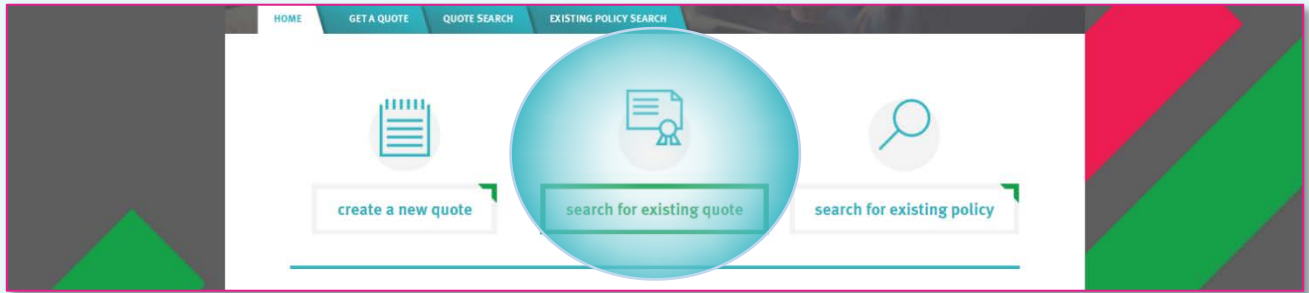 HOME GET A QUOTE QUOTE SEARCH EXISTING POLICY SEARCH
create a new quote search for existing quote search for existing policy